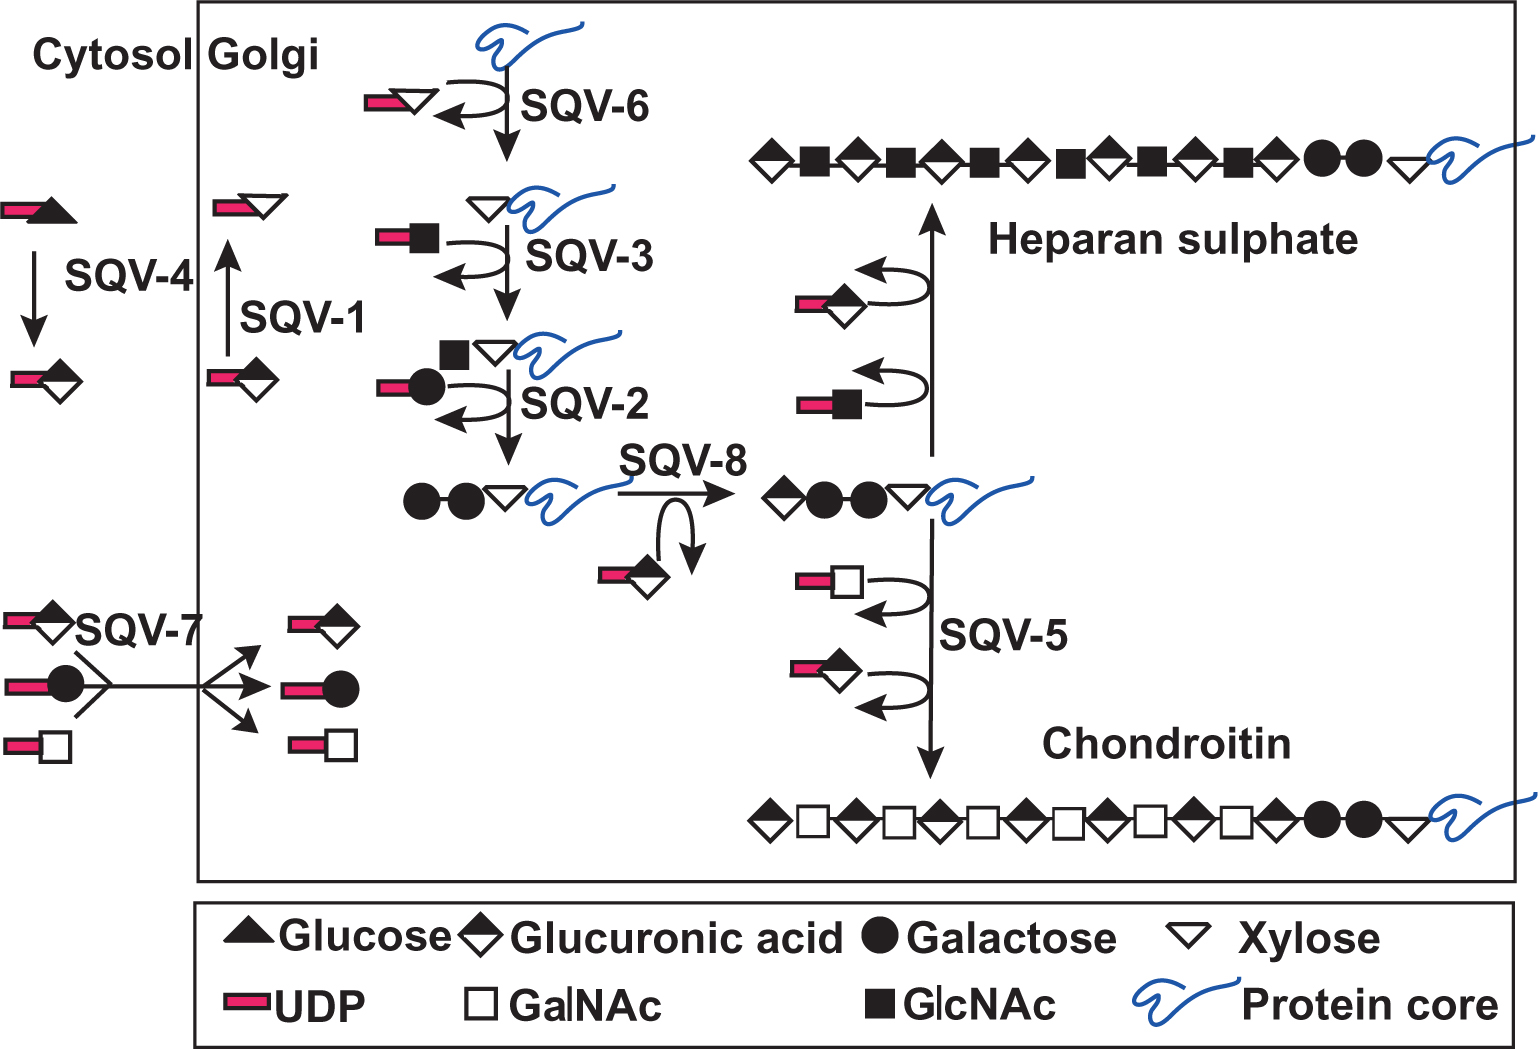 Cytosol Golgi
SQV-6
SQV-3
Heparan sulphate
SQV-4
SQV-1
SQV-2
SQV-8
SQV-7
SQV-5
Chondroitin
Glucose Glucuronic acid Galactose Xylose
UDP GalNAc GlcNAc Protein core